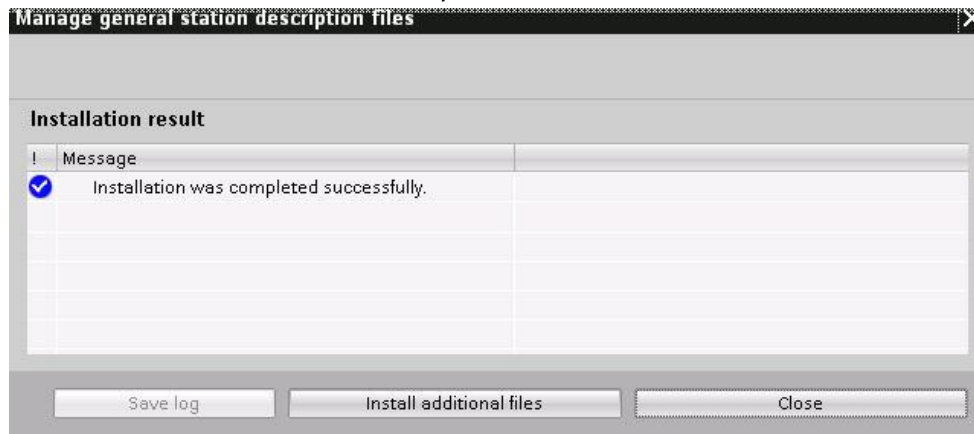 Manage general station description files
Installation result
! Message
Installation was completed successfully.
Save log Install additional files Close